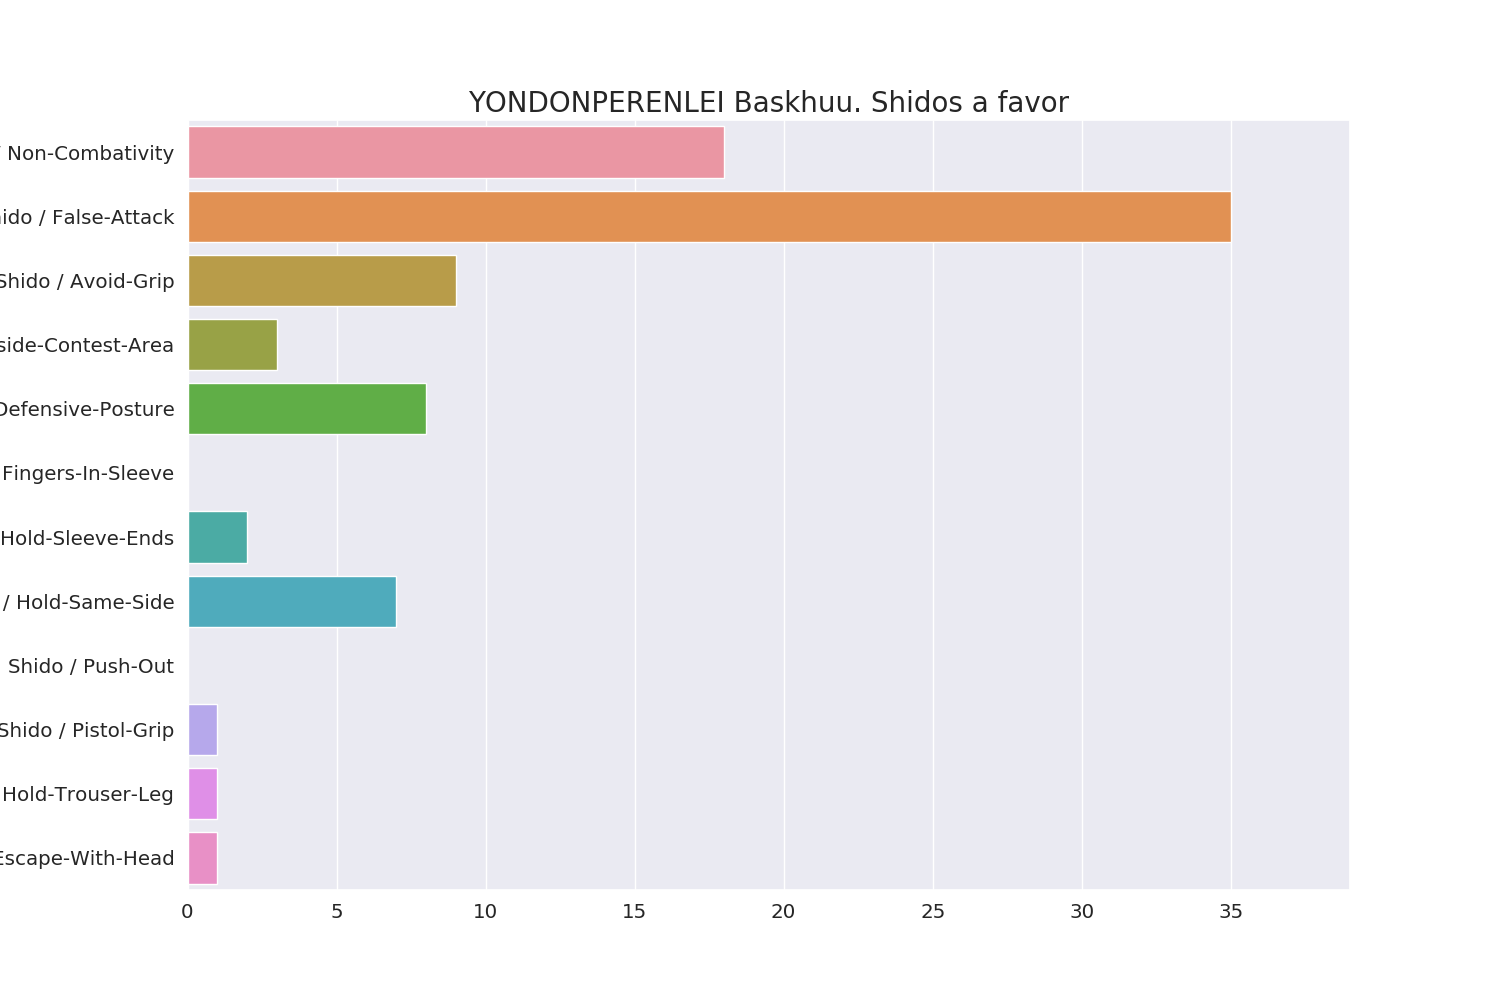 YONDONPERENLEI Baskhuu. Shidos a favor
/ Non-Combativity
ido / False-Attack
Shido / Avoid-Grip
side-Contest-Area
Defensive-Posture
Fingers-In-Sleeve
Hold-Sleeve-Ends
/ Hold-Same-Side
Shido / Push-Out
Shido / Pistol-Grip
Hold-Trouser-Leg
Escape-With-Head
0 5 10 15 20 25 30 35